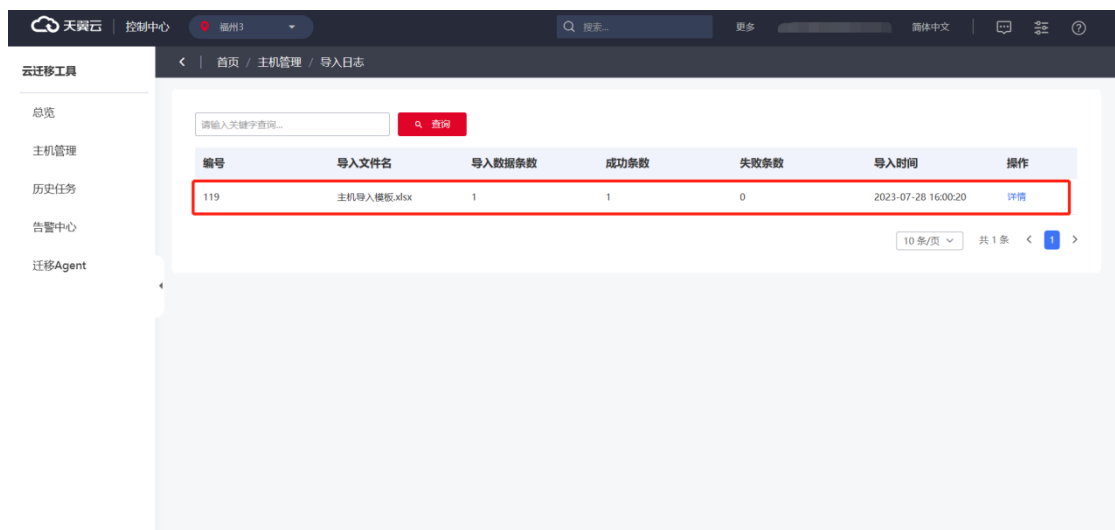 天翼云 控制中心 福州3 搜索... 更多 简体中文
云迁移工具
首页 / 主机管理 / 导入日志
总览
主机管理
历史任务
告警中心
迁移Agent
请输入关键字查询... 查询
编号 导入文件名 导入数据条数 成功条数 失败条数 导入时间 操作
119 主机导入模板.xlsx 1 1 0 2023-07-28 16:00:20 详情
10 条/页 共 1 条 1